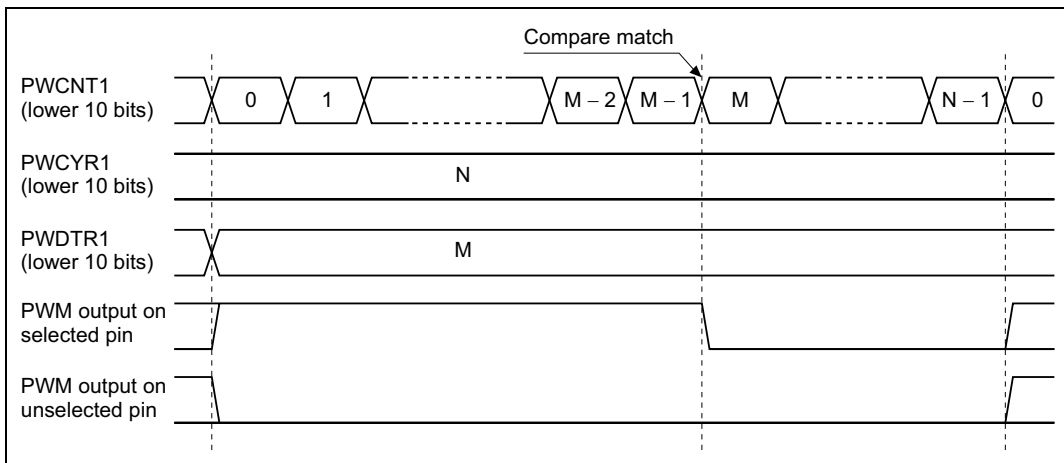 Compare match
PWCNT1
(lower 10 bits)
0 1 M – 2 M – 1 M N – 1 0
PWCYR1
(lower 10 bits)
N
PWDTR1
(lower 10 bits)
M
PWM output on
selected pin
PWM output on
unselected pin